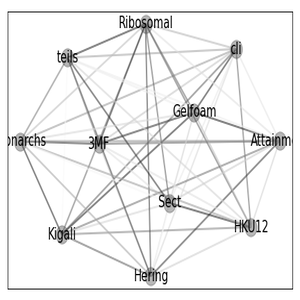 Ribosomal
cli
teils
Gelfoam
onarchs
3MF
Attainm
Sect
HKU12
Kigali
Hering